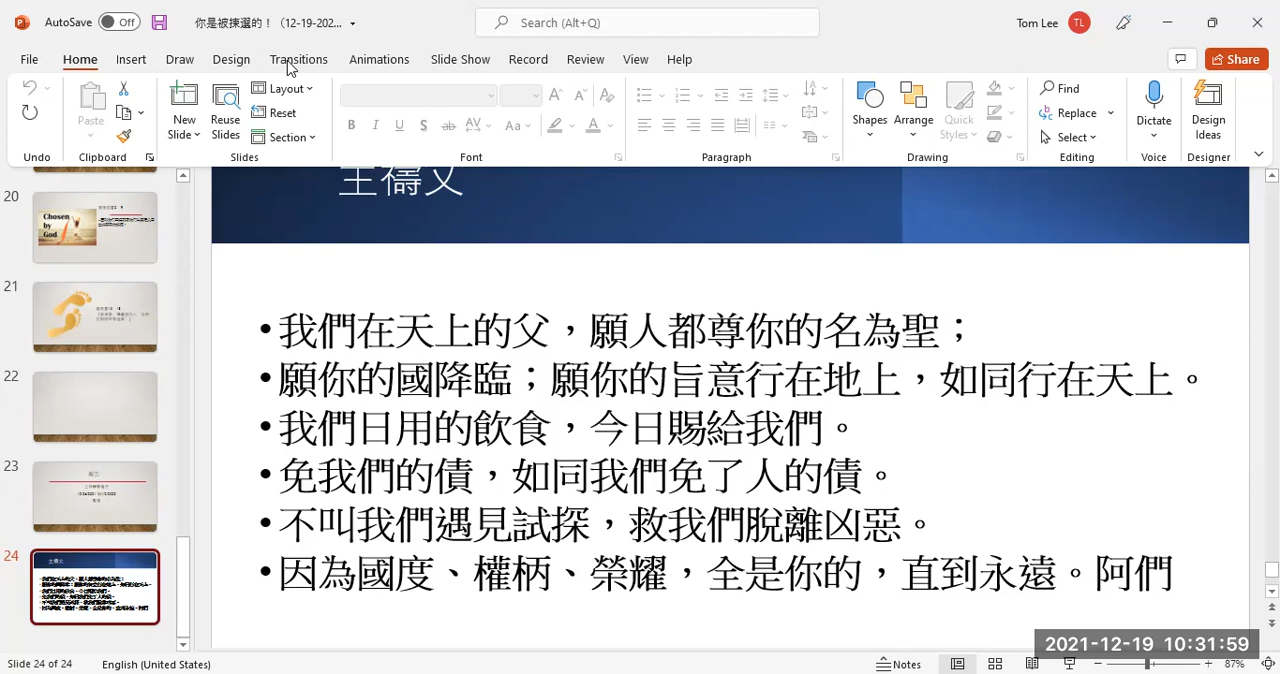 AutoSave Off 你是被揀選的！ (12-19-202... Search (Alt+Q) Tom Lee TL
File Home Insert Draw Design Transitions Animations Slide Show Record Review View Help Share
Paste New Slide Reuse Slides Layout Reset Section Shapes Arrange Quick Styles Find Replace Select Dictate Design Ideas
Undo Clipboard Slides Font Paragraph Drawing Editing Voice Designer
主禱文
20
Chosen
by
God
21
22
23
24
主禱文
•我們在天上的父，願人都尊你的名為聖；
•願你的國降臨；願你的旨意行在地上，如同行在天上。
•我們日用的飲食，今日賜給我們。
•免我們的債，如同我們免了人的債。
•不叫我們遇見試探，救我們脫離凶惡。
•因為國度、權柄、榮耀，全是你的，直到永遠。阿們
2021-12-19 10:31:59
Slide 24 of 24 English (United States) Notes 87%